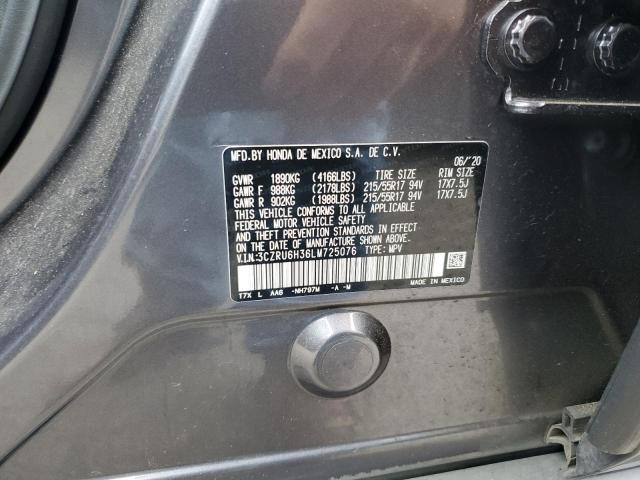 MFD.BY HONDA DE MEXICO S.A. DE C.V. 06/'20
GVWR 1890KG (4166LBS) TIRE SIZE RIM SIZE
GAWR F 988KG (2178LBS) 215/55R17 94V 17X7.5J
GAWR R 902KG (1988LBS) 215/55R17 94V 17X7.5J
THIS VEHICLE CONFORMS TO ALL APPLICABLE
FEDERAL MOTOR VEHICLE SAFETY, BUMPER,
AND THEFT PREVENTION STANDARDS IN EFFECT
ON THE DATE OF MANUFACTURE SHOWN ABOVE.
V.I.N.:3CZRU6H36LM725076 TYPE: MPV
T7X L AAG -NH797M -A -M MADE IN MEXICO